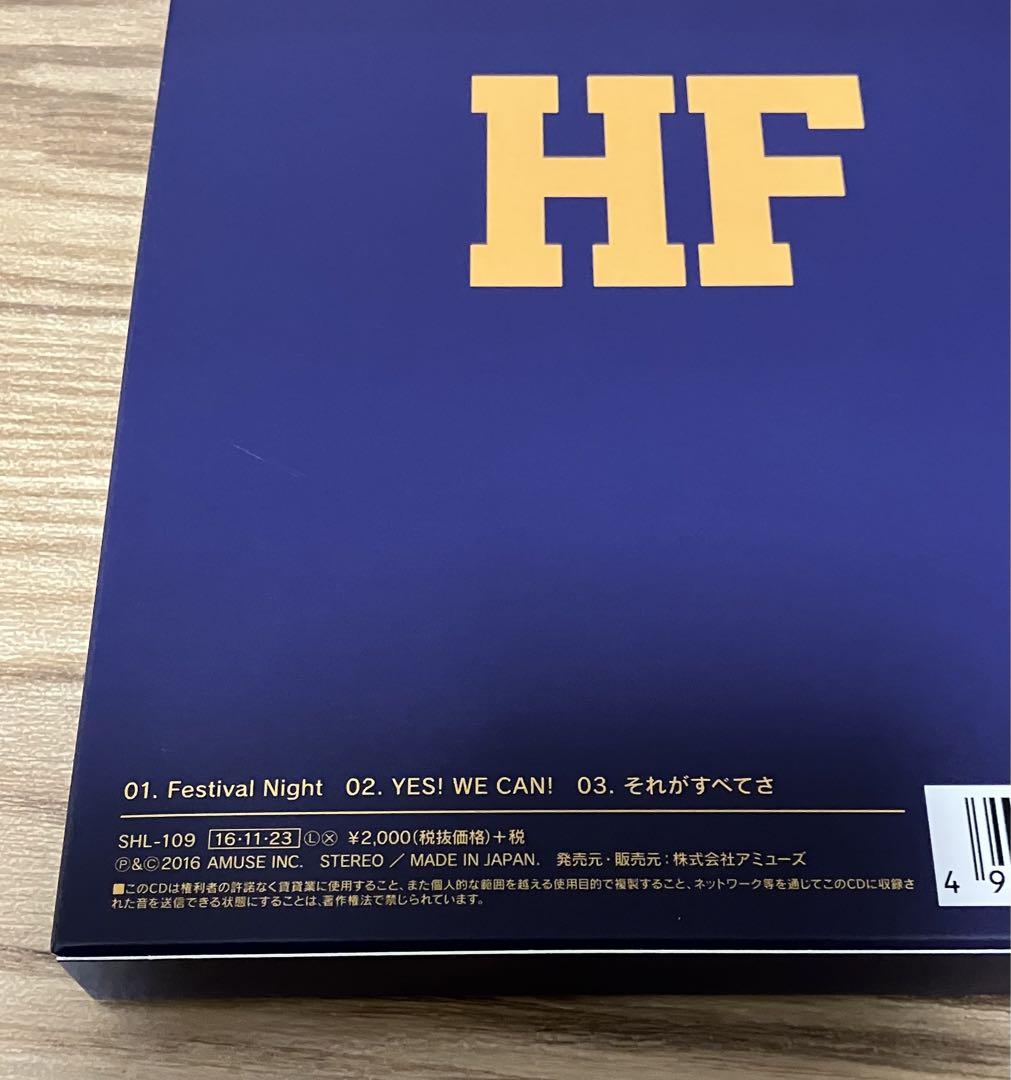 HF
01. Festival Night 02. YES! WE CAN! 03. それがすべてさ
SHL-109 16·11·23 Ⓛ Ⓧ ¥2,000(税抜価格)+税
Ⓟ&©2016 AMUSE INC. STEREO / MADE IN JAPAN. 発売元・販売元:株式会社アミューズ
■このCDは権利者の許諾なく賃貸業に使用すること、また個人的な範囲を越える使用目的で複製すること、ネットワーク等を通じてこのCDに収録さ
れた音を送信できる状態にすることは、著作権法で禁じられています。
4 9